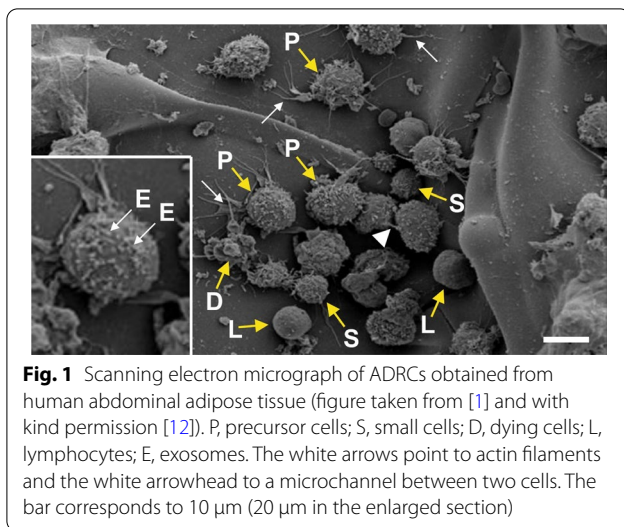 P
P
P
E
E
S
D
L
S
L
Fig. 1 Scanning electron micrograph of ADRCs obtained from
human abdominal adipose tissue (figure taken from [1] and with
kind permission [12]). P, precursor cells; S, small cells; D, dying cells; L,
lymphocytes; E, exosomes. The white arrows point to actin filaments
and the white arrowhead to a microchannel between two cells. The
bar corresponds to 10 µm (20 µm in the enlarged section)